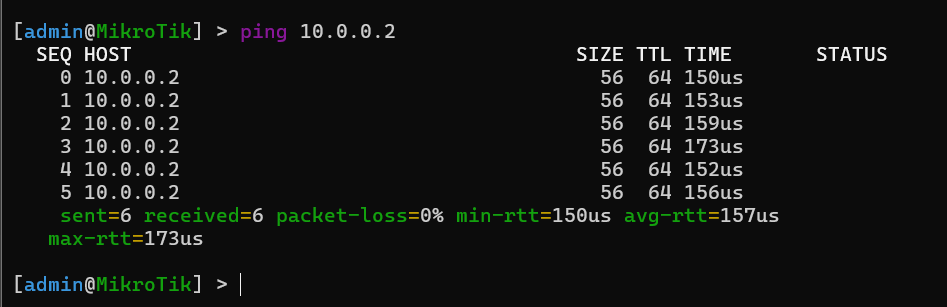 [admin@MikroTik] > ping 10.0.0.2
SEQ HOST SIZE TTL TIME STATUS
0 10.0.0.2 56 64 150us
1 10.0.0.2 56 64 153us
2 10.0.0.2 56 64 159us
3 10.0.0.2 56 64 173us
4 10.0.0.2 56 64 152us
5 10.0.0.2 56 64 156us
sent=6 received=6 packet-loss=0% min-rtt=150us avg-rtt=157us
max-rtt=173us
[admin@MikroTik] >